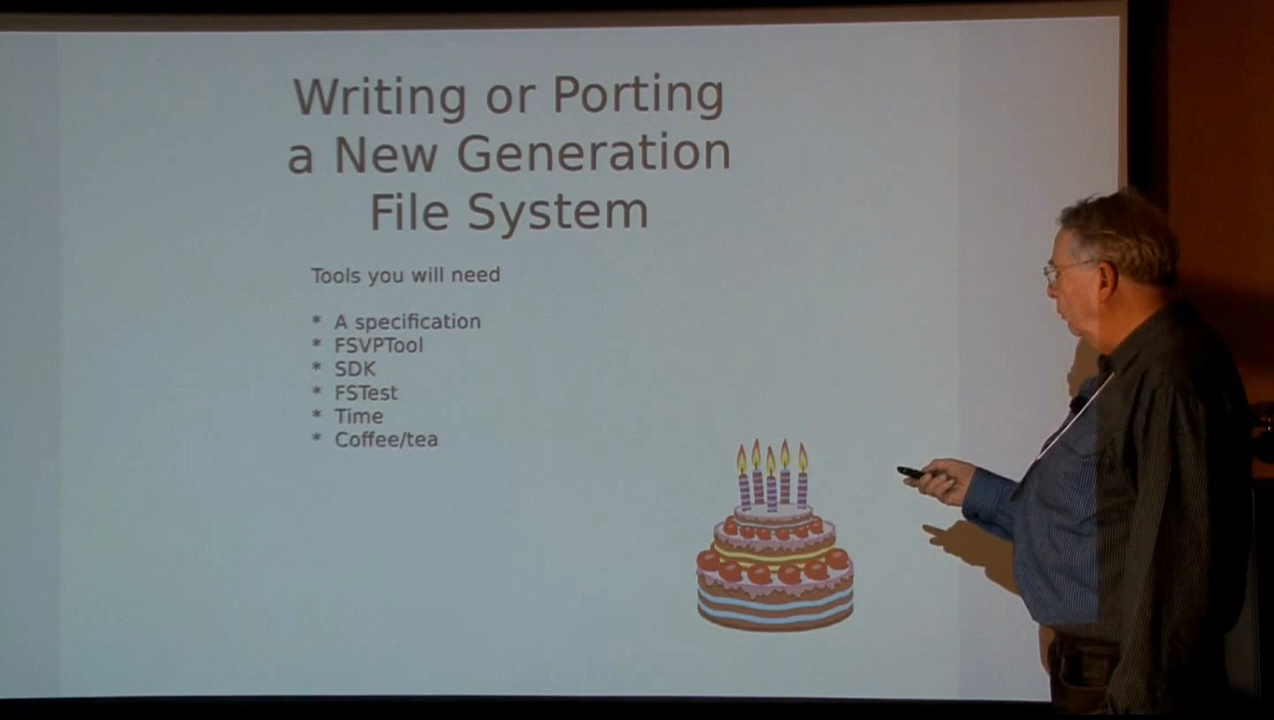 Writing or Porting
a New Generation
File System
Tools you will need
* A specification
* FSVPTool
* SDK
* FSTest
* Time
* Coffee/tea